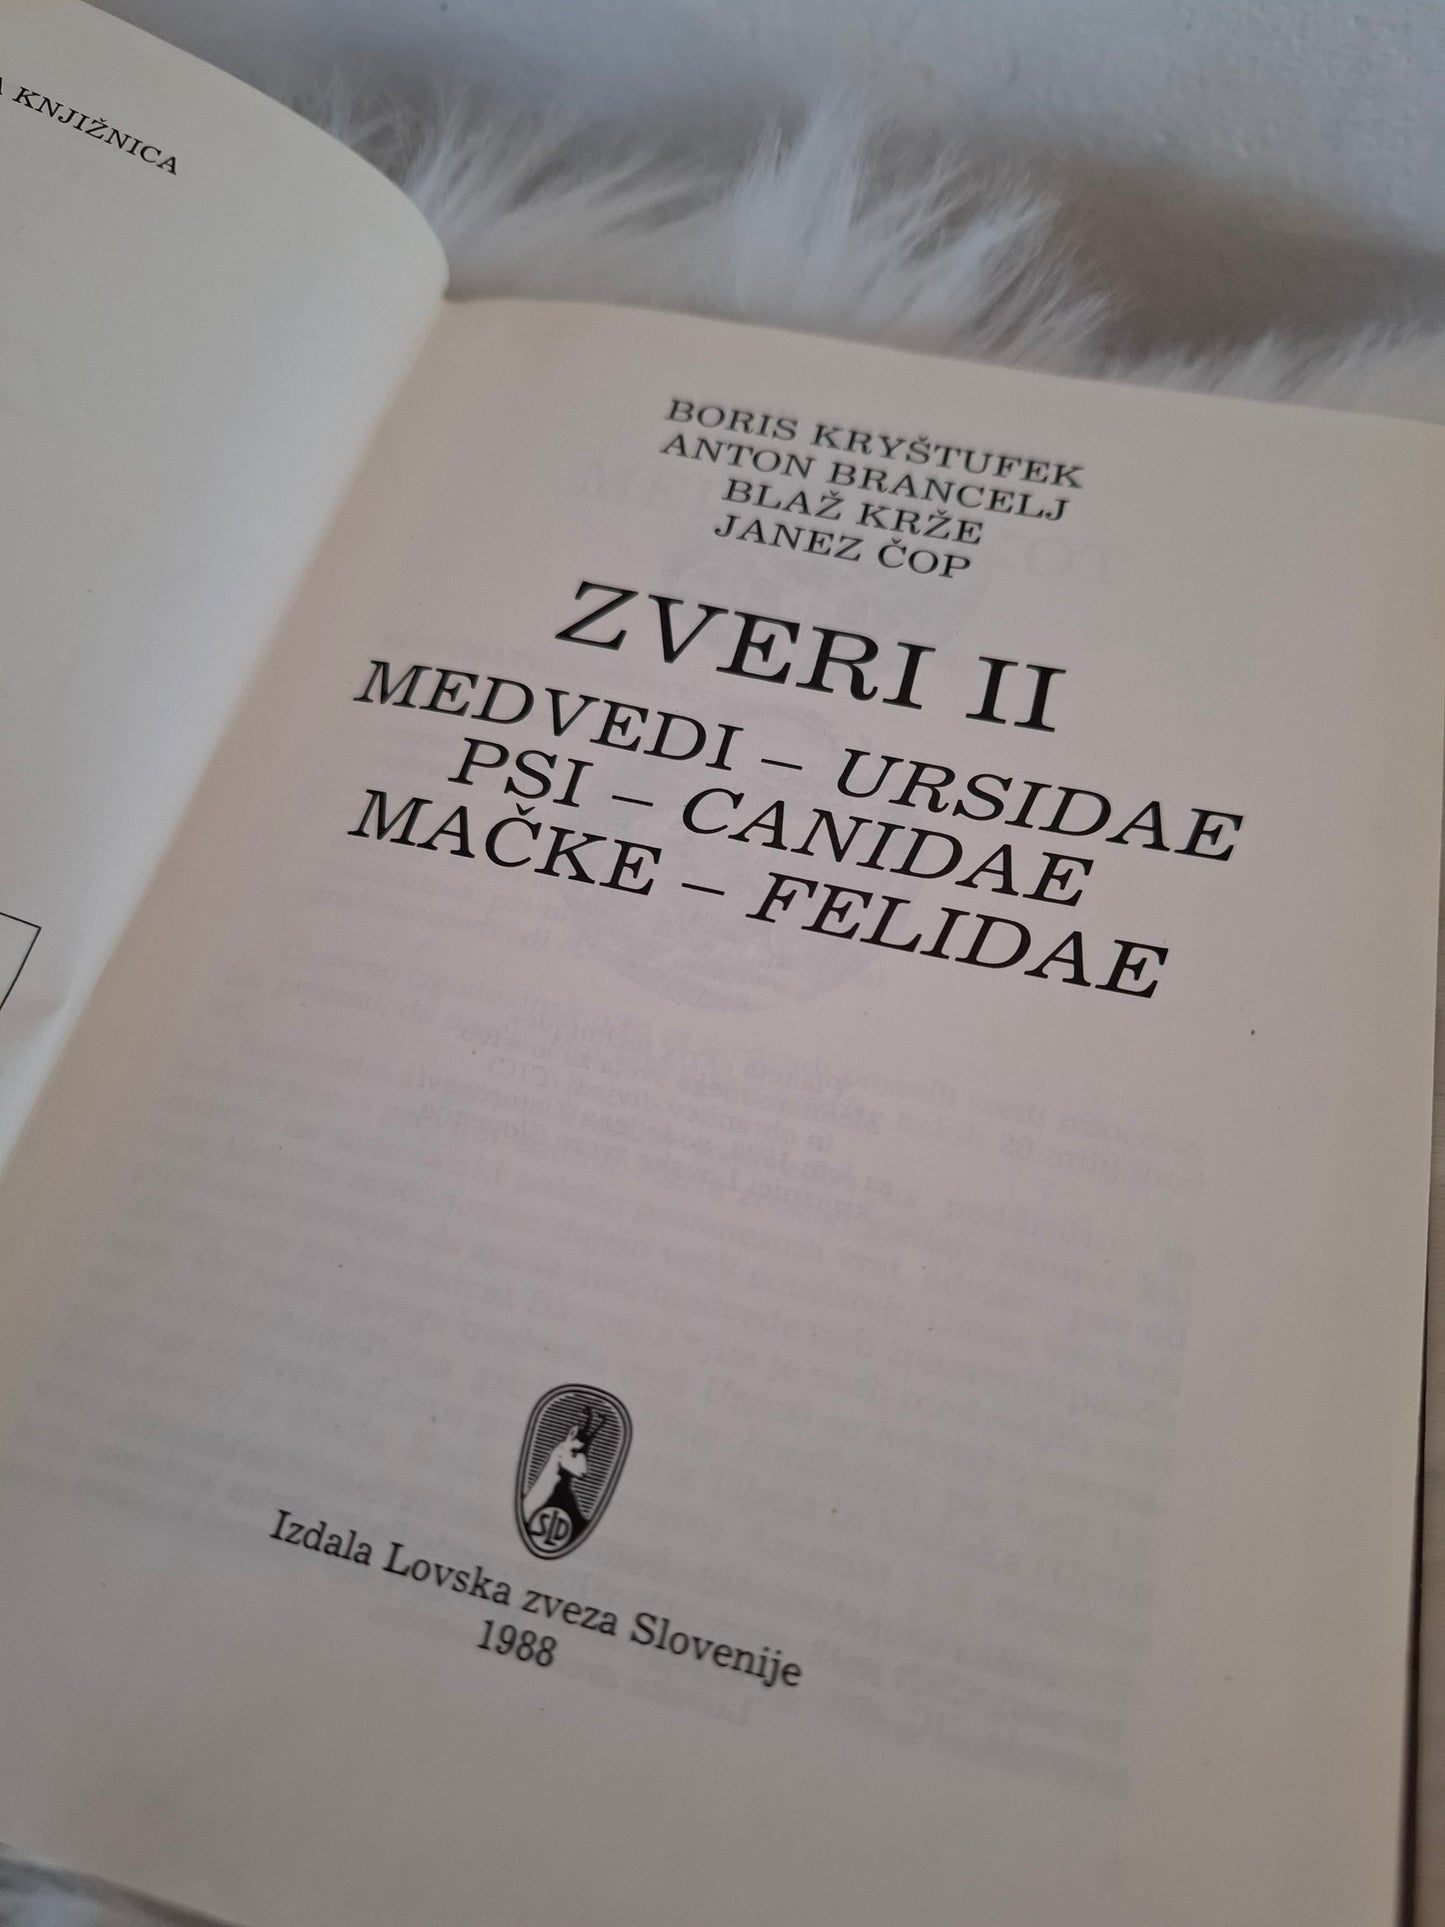 KNJIŽNICA
BORIS KRYŠTUFEK
ANTON BRANCELJ
BLAŽ KRŽE
JANEZ ČOP
ZVERI II
MEDVEDI – URSIDAE
PSI – CANIDAE
MAČKE – FELIDAE
SLD
Izdala Lovska zveza Slovenije
1988